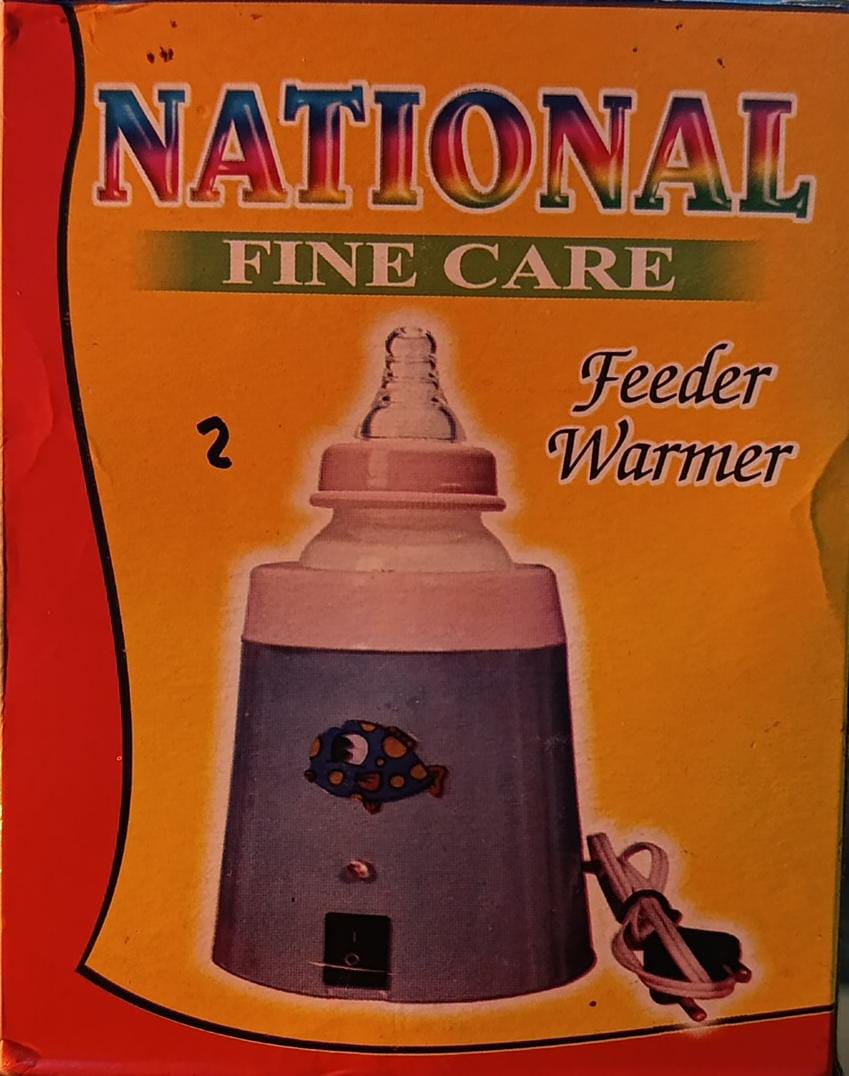 NATIONAL
FINE CARE
Feeder
Warmer
2